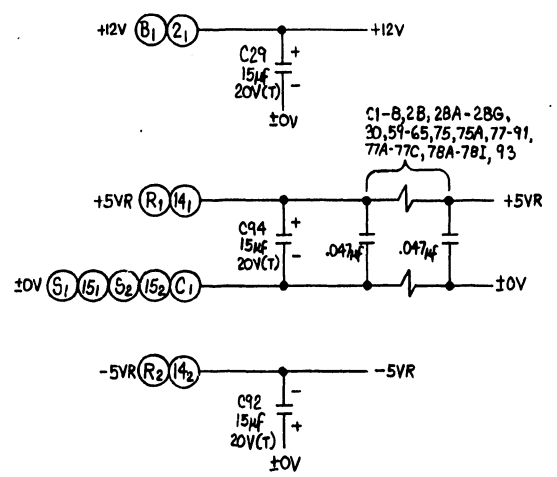 +12V B1 21 +12V
C29 +
15µf
20V(T) -
±0V
C1-8, 2B, 28A-28G,
30, 59-65, 75, 75A, 77-91,
77A-77C, 78A-78I, 93
+5VR R1 141 +5VR
C94 +
15µf .047µf .047µf
20V(T) -
±0V S1 151 S2 152 C1 ±0V
-5VR R2 142 -5VR
C92 -
15µf
20V(T) +
±0V